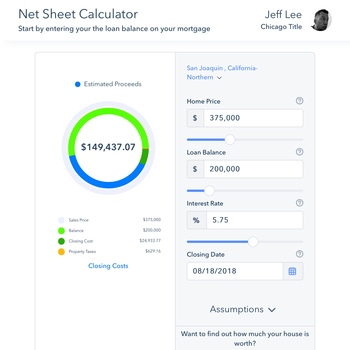 Net Sheet Calculator
Start by entering your the loan balance on your mortgage
Jeff Lee
Chicago Title
Estimated Proceeds
$149,437.07
Sales Price $375,000
Balance $200,000
Closing Cost $24,933.77
Property Taxes $629.16
Closing Costs
San Joaquin , California-
Northern
Home Price ?
$ 375,000
Loan Balance ?
$ 200,000
Interest Rate ?
% 5.75
Closing Date ?
08/18/2018
Assumptions
Want to find out how much your house is
worth?